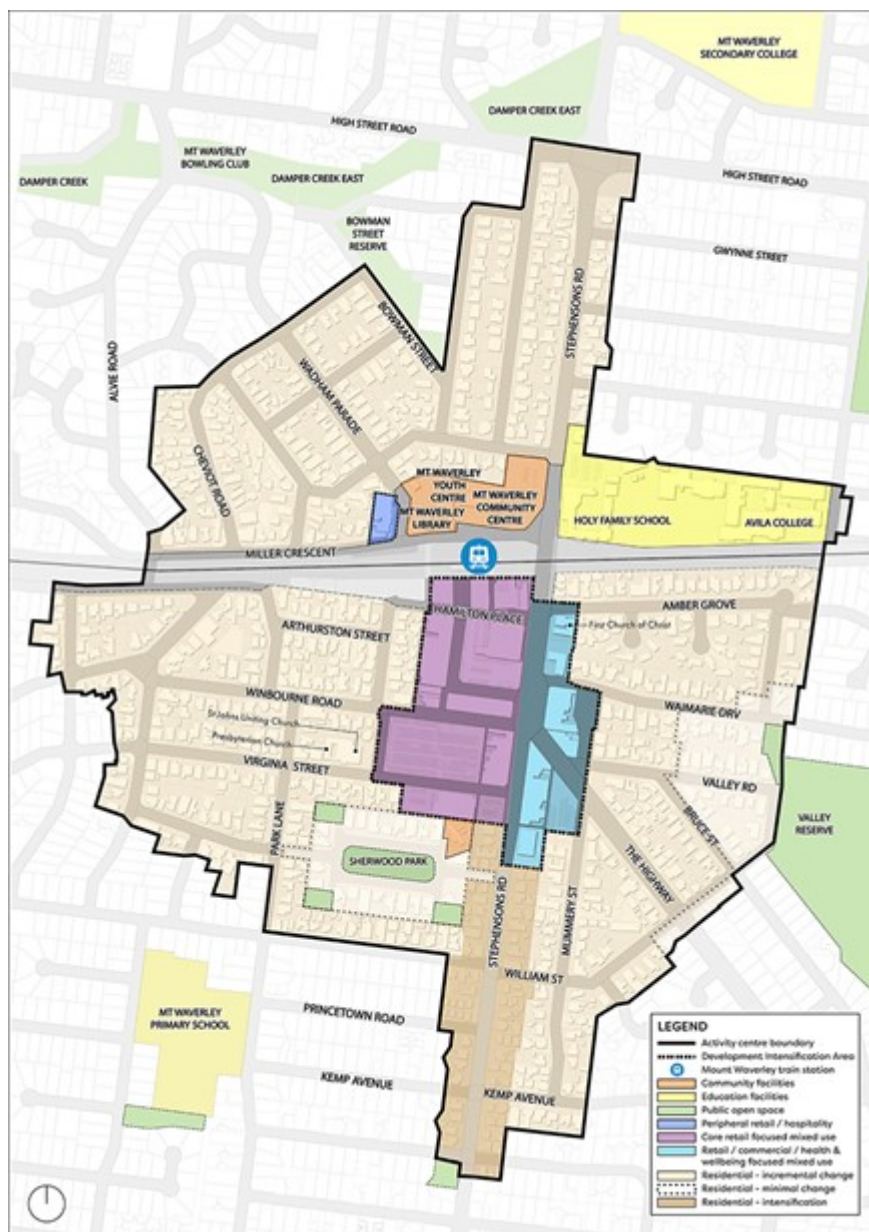 MT WAVERLEY
SECONDARY COLLEGE
DAMPER CREEK EAST
HIGH STREET ROAD
MT WAVERLEY
BOWLING CLUB
DAMPER CREEK
DAMPER CREEK EAST
HIGH STREET ROAD
BOWMAN
STREET
RESERVE
GWYNNE STREET
STEPHENSONS RD
BOWMAN STREET
ALVIE ROAD
WADHAM PARADE
CHEVIOT ROAD
MT WAVERLEY
YOUTH
CENTRE
MT WAVERLEY
COMMUNITY
CENTRE
MT WAVERLEY
LIBRARY
HOLY FAMILY SCHOOL
AVILA COLLEGE
MILLER CRESCENT
HAMILTON PLACE
AMBER GROVE
First Church of Christ
ARTHURSTON STREET
WINBOURNE ROAD
WAIMARIE DRV
St Johns Uniting Church
Presbyterian Church
VIRGINIA STREET
VALLEY RD
BRUCE ST
VALLEY
RESERVE
PARK LANE
SHERWOOD PARK
THE HIGHWAY
STEPHENSONS RD
MUMMERY ST
WILLIAM ST
MT WAVERLEY
PRIMARY SCHOOL
PRINCETOWN ROAD
KEMP AVENUE
KEMP AVENUE
LEGEND
Activity centre boundary
Development Intensification Area
Mount Waverley train station
Community facilities
Education facilities
Public open space
Peripheral retail / hospitality
Core retail focused mixed use
Retail / commercial / health &
wellbeing focused mixed use
Residential - incremental change
Residential - minimal change
Residential - intensification